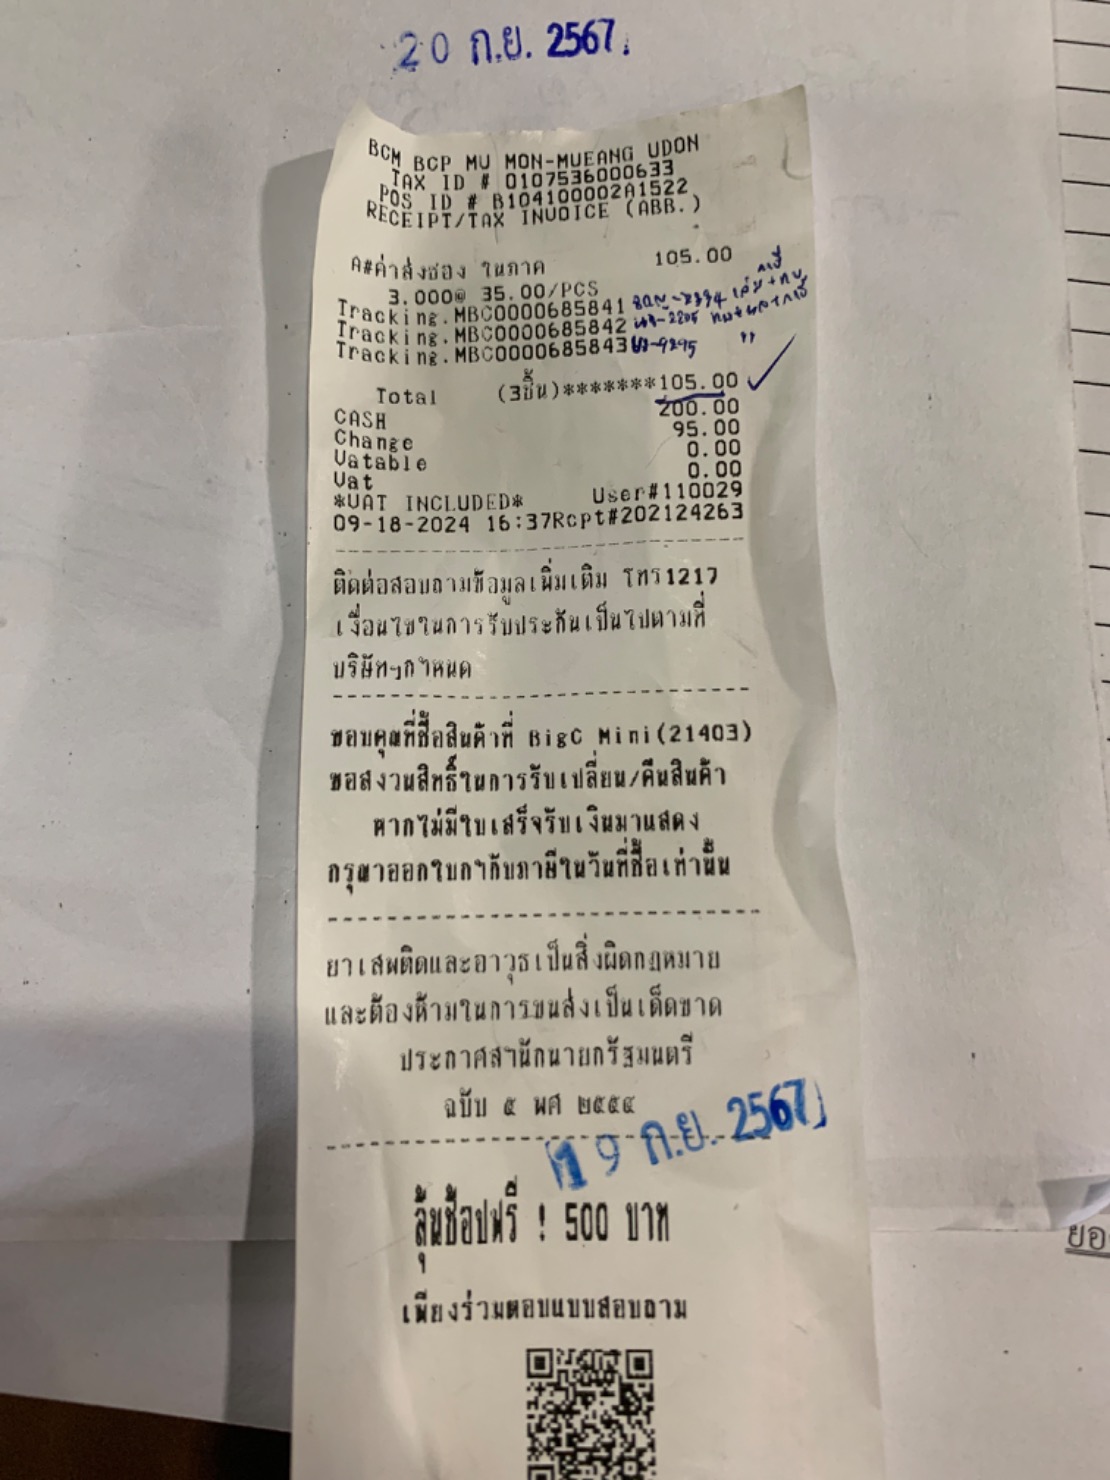 20 ก.ย. 2567
BCM BCP MU MON-MUEANG UDON
TAX ID # 0107536000633
POS ID # B104100002A1522
RECEIPT/TAX INVOICE (ABB.)
A#ค่าส่งซอง ในภาค 105.00
3.000@ 35.00/PCS
Tracking.MBC0000685841
Tracking.MBC0000685842
Tracking.MBC0000685843
Total (3ชิ้น)*******105.00
CASH 200.00
Change 95.00
Vatable 0.00
Vat 0.00
*VAT INCLUDED* User#110029
09-18-2024 16:37Rcpt#202124263
ติดต่อสอบถามข้อมูลเพิ่มเติม โทร1217
เงื่อนไขในการรับประกันเป็นไปตามที่
บริษัทฯกำหนด
ขอบคุณที่ซื้อสินค้าที่ BigC Mini(21403)
ขอสงวนสิทธิ์ในการรับเปลี่ยน/คืนสินค้า
หากไม่มีใบเสร็จรับเงินมาแสดง
กรุณาออกใบกำกับภาษีในวันที่ซื้อเท่านั้น
ยาเสพติดและอาวุธเป็นสิ่งผิดกฎหมาย
และต้องห้ามในการขนส่งเป็นเด็ดขาด
ประกาศสำนักนายกรัฐมนตรี
ฉบับ ๕ พศ ๒๕๕๔
19 ก.ย. 2567
ลุ้นช้อปฟรี ! 500 บาท
เพียงร่วมตอบแบบสอบถาม